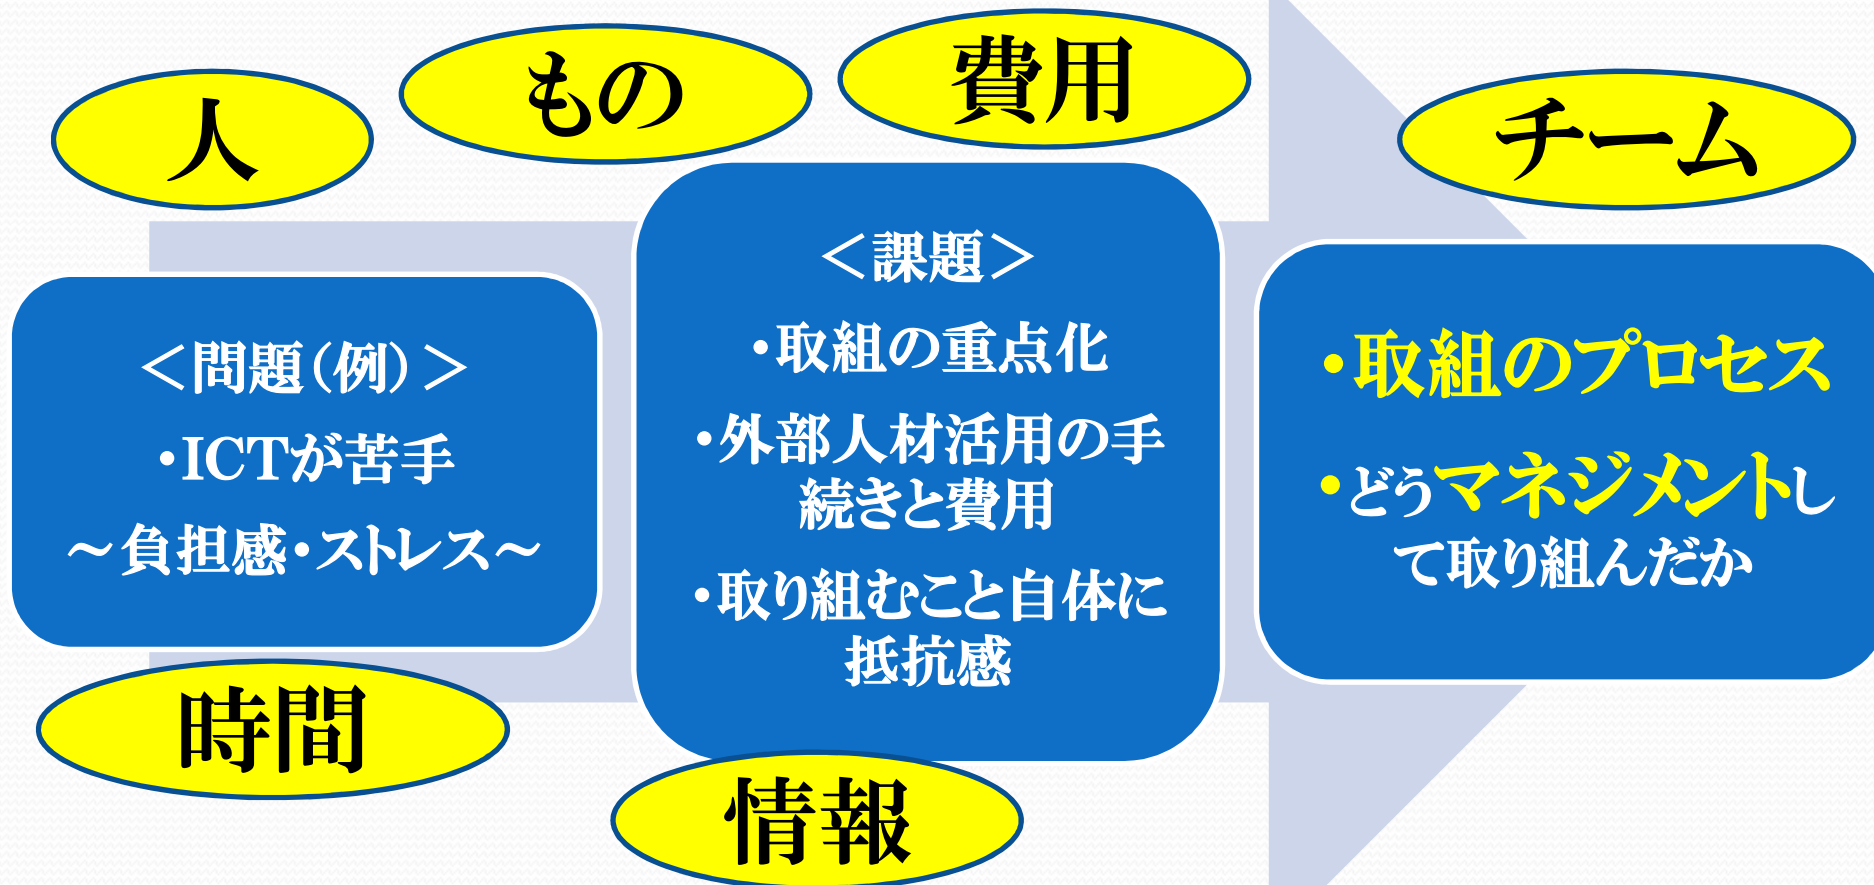 人
もの
費用
チーム
＜問題（例）＞
・ICTが苦手
～負担感・ストレス～
＜課題＞
・取組の重点化
・外部人材活用の手
続きと費用
・取り組むこと自体に
抵抗感
・取組のプロセス
・どうマネジメントし
て取り組んだか
時間
情報